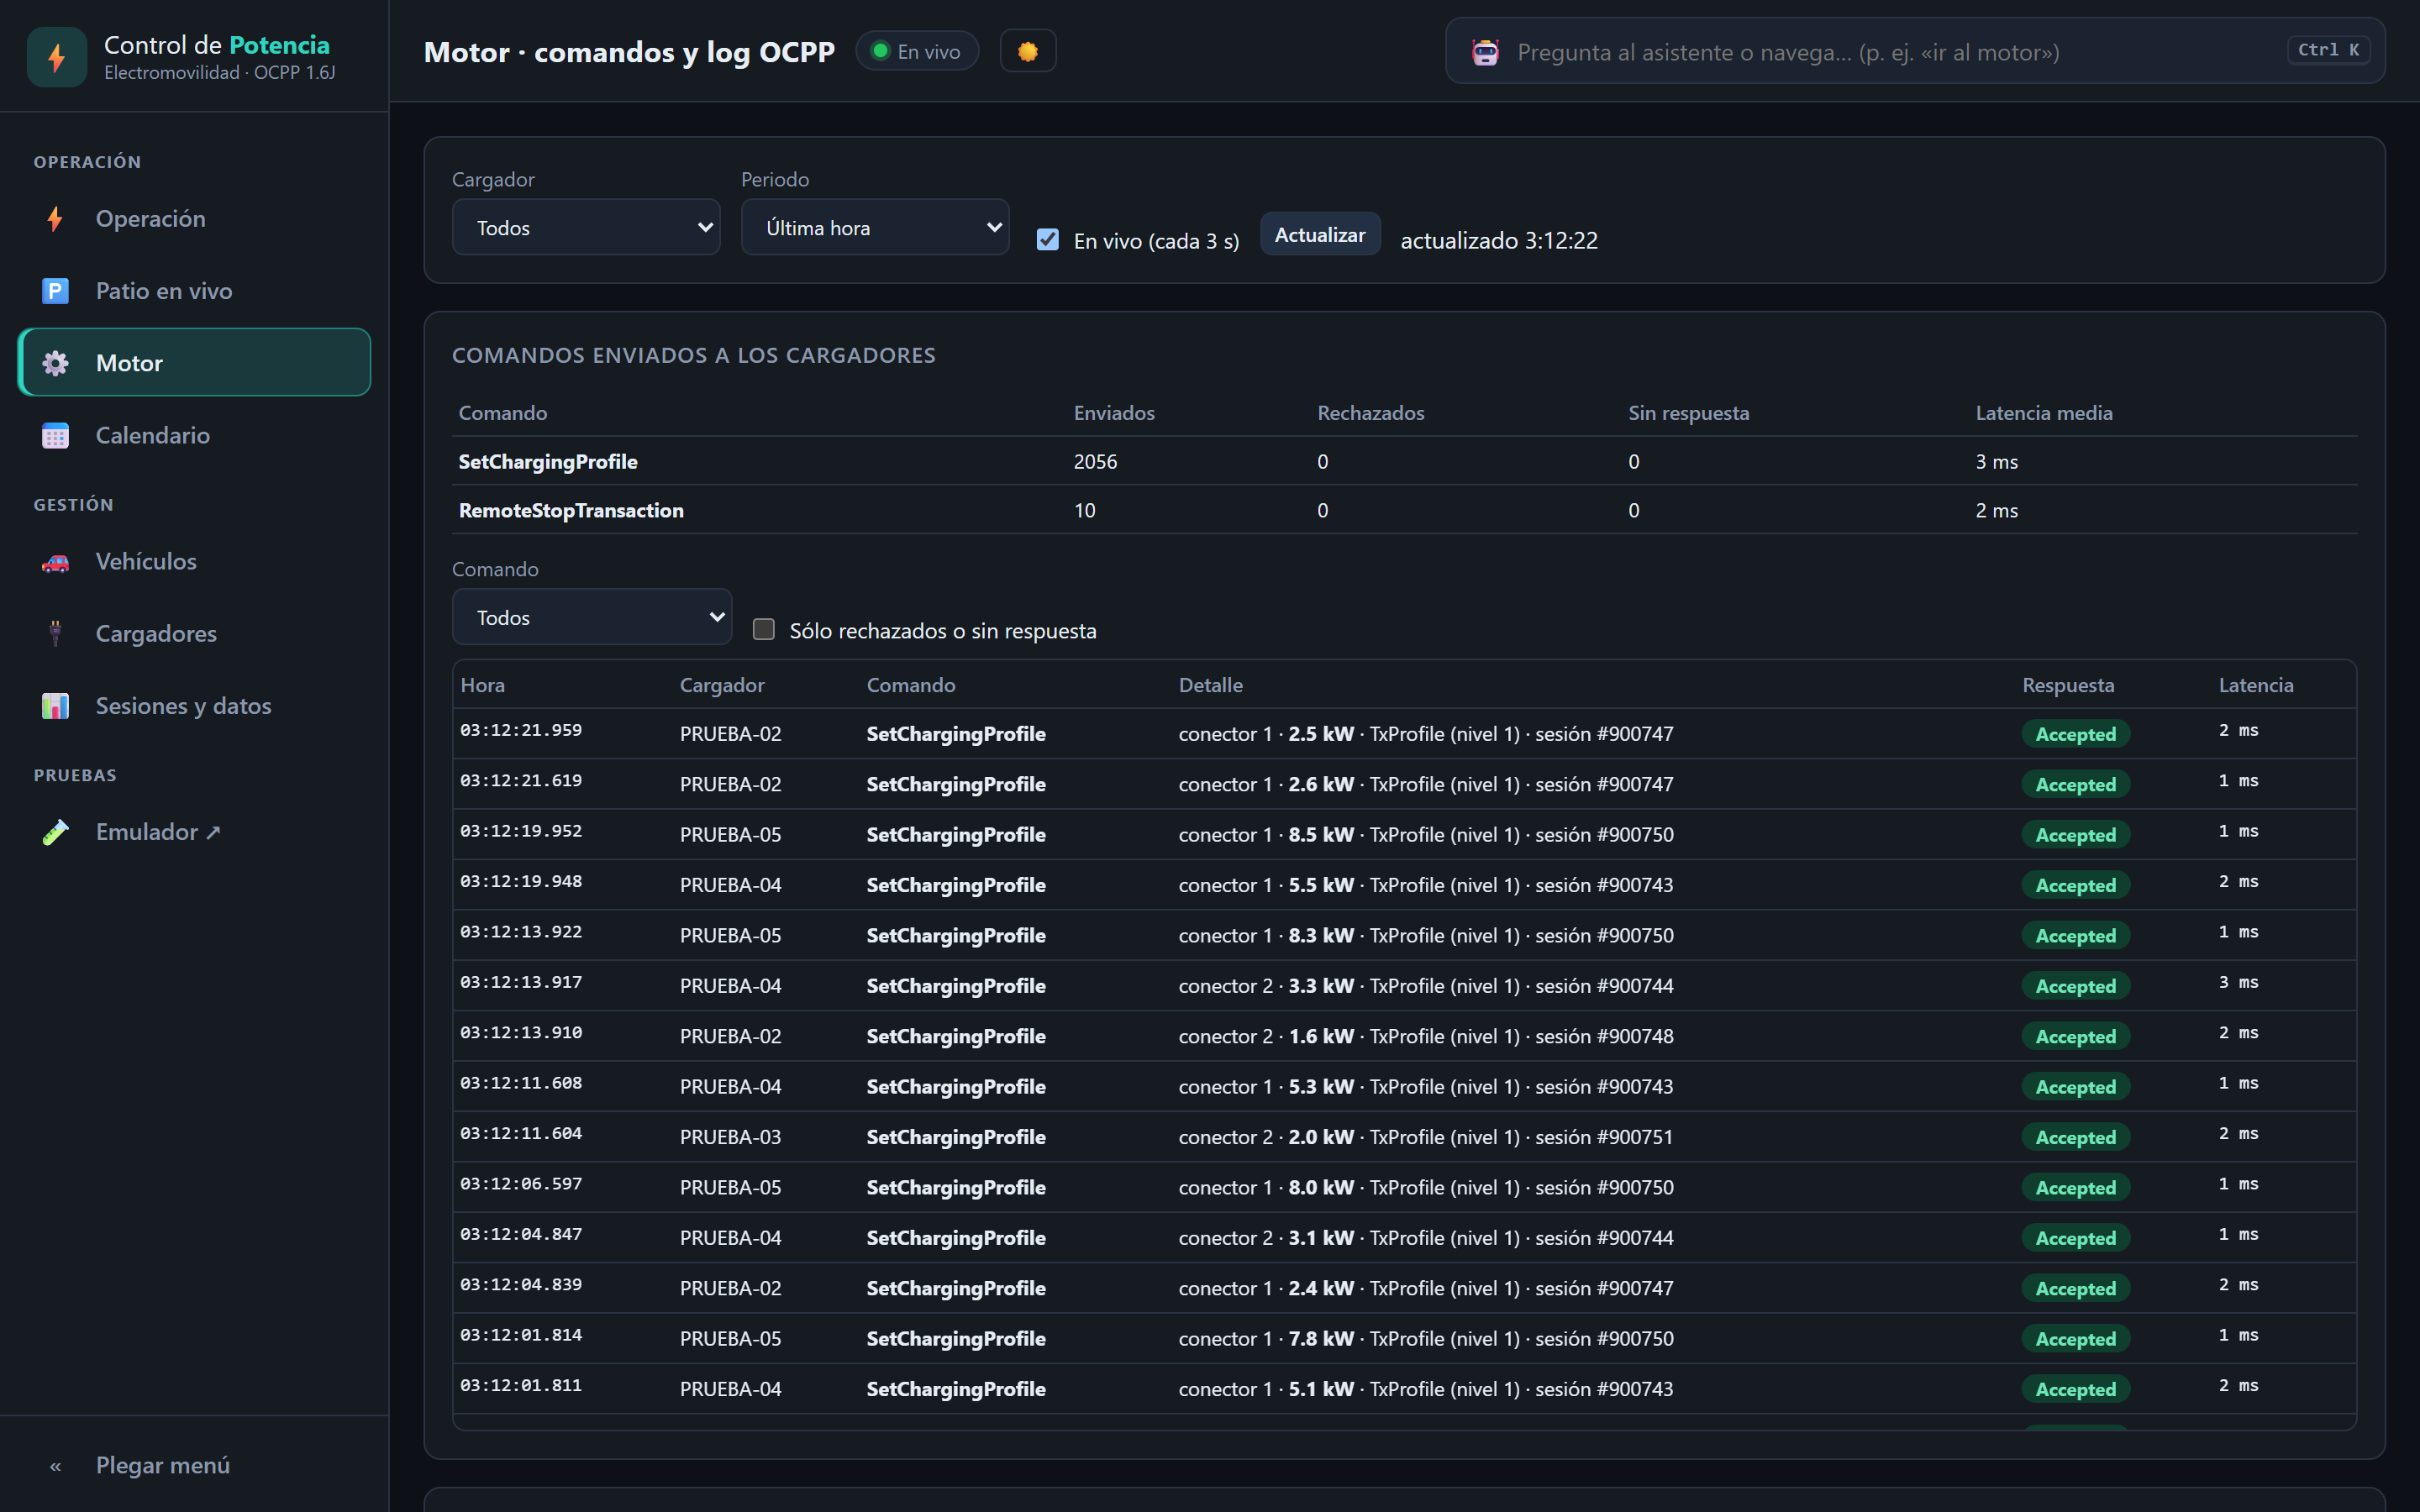 Control de Potencia
Electromovilidad · OCPP 1.6J
Motor · comandos y log OCPP
En vivo
Pregunta al asistente o navega... (p. ej. «ir al motor»)
Ctrl K
OPERACIÓN
Operación
Patio en vivo
Motor
Calendario
GESTIÓN
Vehículos
Cargadores
Sesiones y datos
PRUEBAS
Emulador ↗
« Plegar menú
Cargador
Todos
Periodo
Última hora
En vivo (cada 3 s)
Actualizar
actualizado 3:12:22
COMANDOS ENVIADOS A LOS CARGADORES
Comando Enviados Rechazados Sin respuesta Latencia media
SetChargingProfile 2056 0 0 3 ms
RemoteStopTransaction 10 0 0 2 ms
Comando
Todos
Sólo rechazados o sin respuesta
Hora Cargador Comando Detalle Respuesta Latencia
03:12:21.959 PRUEBA-02 SetChargingProfile conector 1 · 2.5 kW · TxProfile (nivel 1) · sesión #900747 Accepted 2 ms
03:12:21.619 PRUEBA-02 SetChargingProfile conector 1 · 2.6 kW · TxProfile (nivel 1) · sesión #900747 Accepted 1 ms
03:12:19.952 PRUEBA-05 SetChargingProfile conector 1 · 8.5 kW · TxProfile (nivel 1) · sesión #900750 Accepted 1 ms
03:12:19.948 PRUEBA-04 SetChargingProfile conector 1 · 5.5 kW · TxProfile (nivel 1) · sesión #900743 Accepted 2 ms
03:12:13.922 PRUEBA-05 SetChargingProfile conector 1 · 8.3 kW · TxProfile (nivel 1) · sesión #900750 Accepted 1 ms
03:12:13.917 PRUEBA-04 SetChargingProfile conector 2 · 3.3 kW · TxProfile (nivel 1) · sesión #900744 Accepted 3 ms
03:12:13.910 PRUEBA-02 SetChargingProfile conector 2 · 1.6 kW · TxProfile (nivel 1) · sesión #900748 Accepted 2 ms
03:12:11.608 PRUEBA-04 SetChargingProfile conector 1 · 5.3 kW · TxProfile (nivel 1) · sesión #900743 Accepted 1 ms
03:12:11.604 PRUEBA-03 SetChargingProfile conector 2 · 2.0 kW · TxProfile (nivel 1) · sesión #900751 Accepted 2 ms
03:12:06.597 PRUEBA-05 SetChargingProfile conector 1 · 8.0 kW · TxProfile (nivel 1) · sesión #900750 Accepted 1 ms
03:12:04.847 PRUEBA-04 SetChargingProfile conector 2 · 3.1 kW · TxProfile (nivel 1) · sesión #900744 Accepted 1 ms
03:12:04.839 PRUEBA-02 SetChargingProfile conector 1 · 2.4 kW · TxProfile (nivel 1) · sesión #900747 Accepted 2 ms
03:12:01.814 PRUEBA-05 SetChargingProfile conector 1 · 7.8 kW · TxProfile (nivel 1) · sesión #900750 Accepted 1 ms
03:12:01.811 PRUEBA-04 SetChargingProfile conector 1 · 5.1 kW · TxProfile (nivel 1) · sesión #900743 Accepted 2 ms